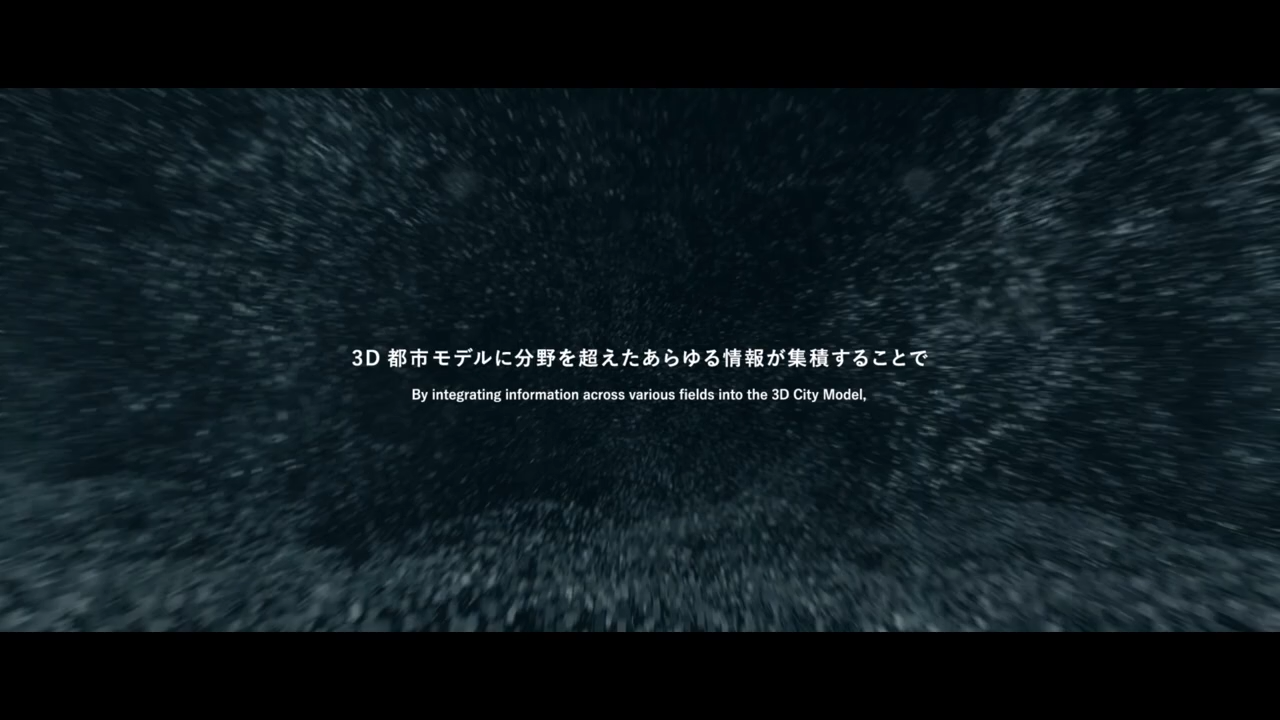 3D 都市モデルに分野を超えたあらゆる情報が集積することで
By integrating information across various fields into the 3D City Model,